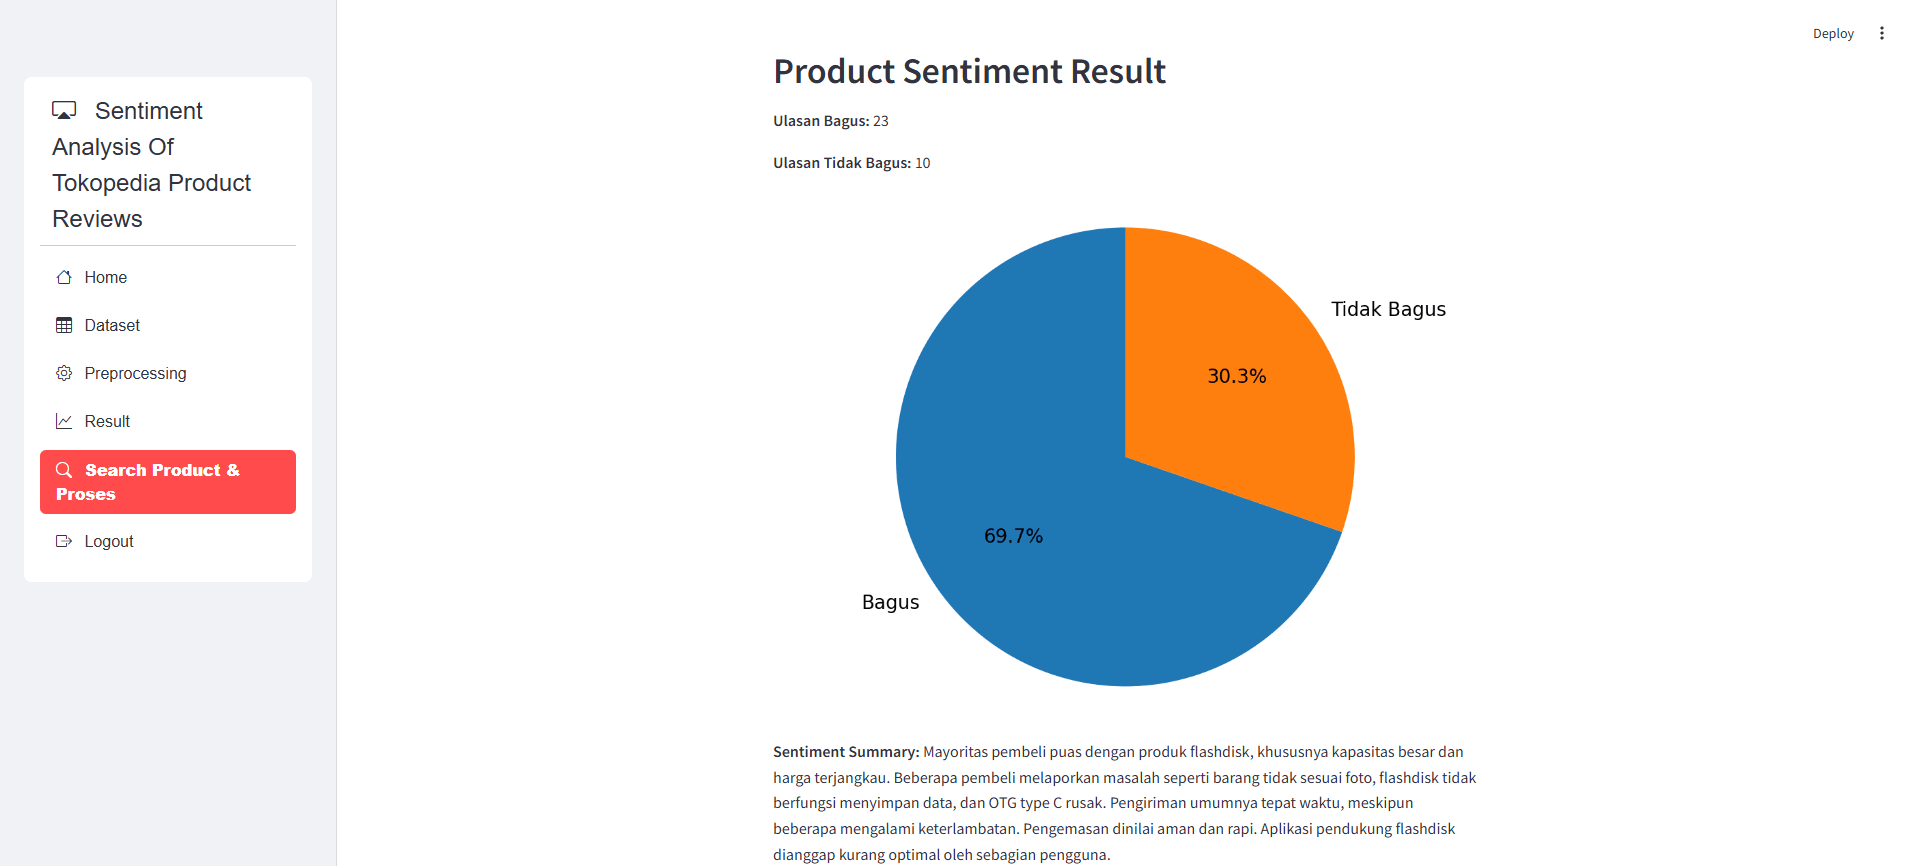 Sentiment
Analysis Of
Tokopedia Product
Reviews
Home
Dataset
Preprocessing
Result
Search Product &
Proses
Logout
Deploy
Product Sentiment Result
Ulasan Bagus: 23
Ulasan Tidak Bagus: 10
Tidak Bagus
30.3%
69.7%
Bagus
Sentiment Summary: Mayoritas pembeli puas dengan produk flashdisk, khususnya kapasitas besar dan
harga terjangkau. Beberapa pembeli melaporkan masalah seperti barang tidak sesuai foto, flashdisk tidak
berfungsi menyimpan data, dan OTG type C rusak. Pengiriman umumnya tepat waktu, meskipun
beberapa mengalami keterlambatan. Pengemasan dinilai aman dan rapi. Aplikasi pendukung flashdisk
dianggap kurang optimal oleh sebagian pengguna.